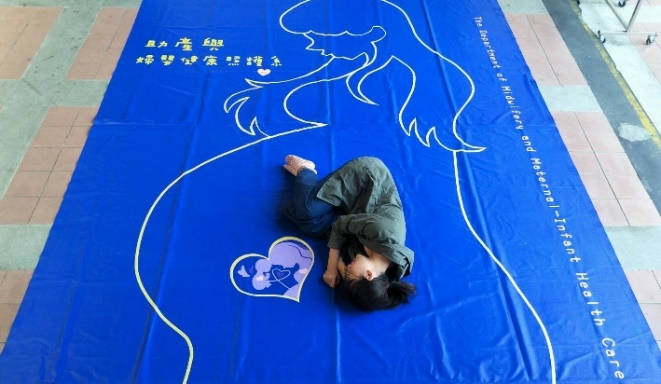 助產與
婦嬰健康照護系
The Department of Midwifery and Maternal-Infant Health Care